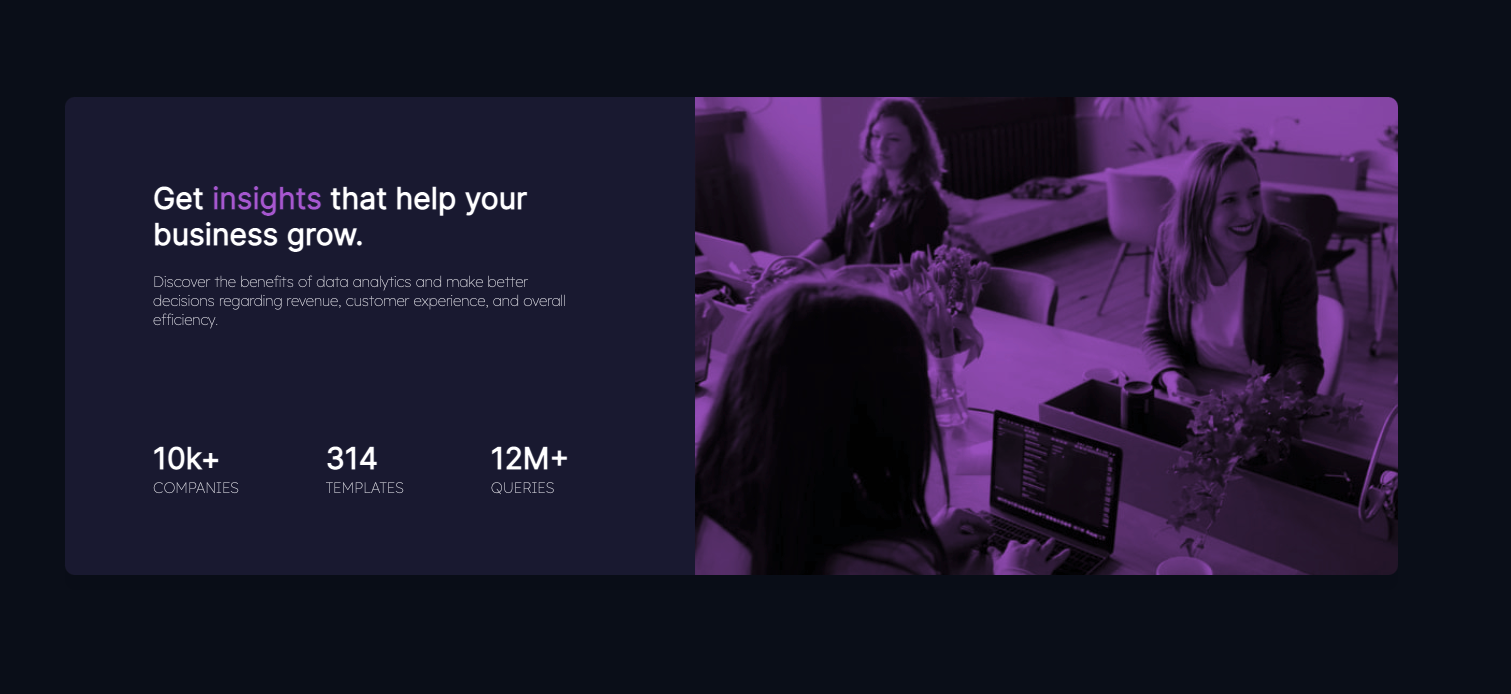 Get insights that help your
business grow.
Discover the benefits of data analytics and make better
decisions regarding revenue, customer experience, and overall
efficiency.
10k+ 314 12M+
COMPANIES TEMPLATES QUERIES